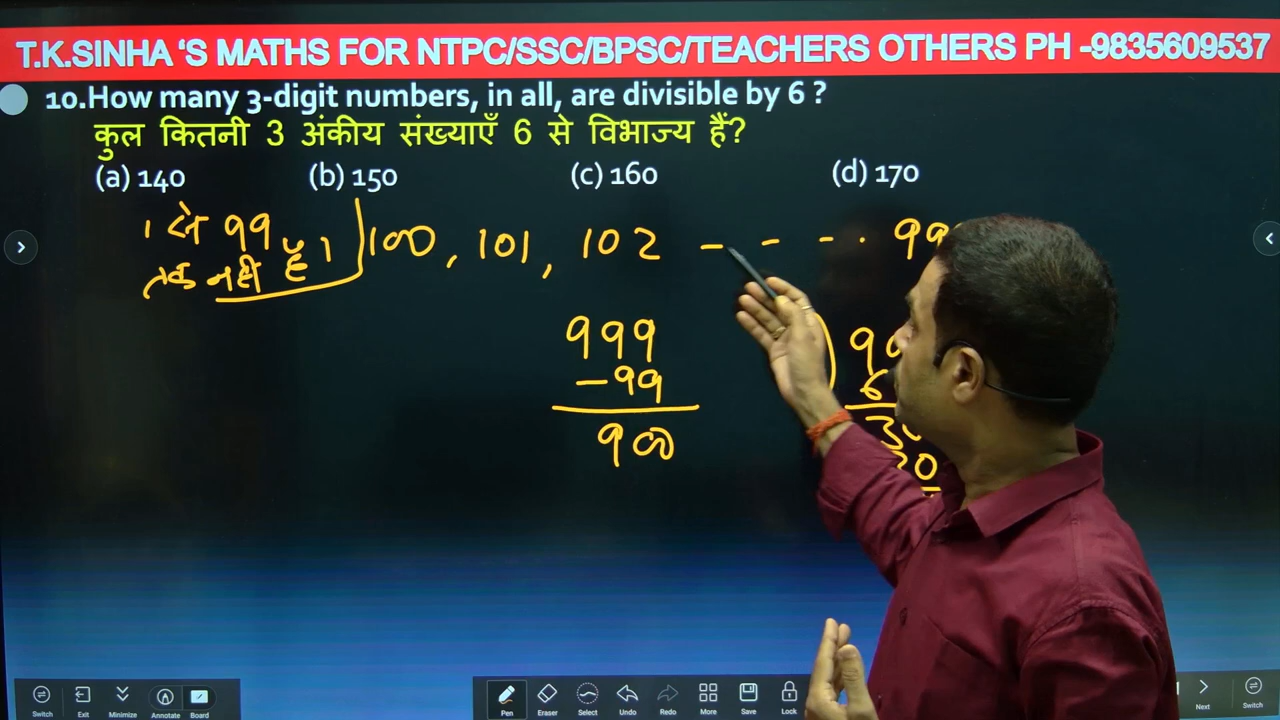 T.K.SINHA 'S MATHS FOR NTPC/SSC/BPSC/TEACHERS OTHERS PH -9835609537
10.How many 3-digit numbers, in all, are divisible by 6 ?
कुल कितनी 3 अंकीय संख्याएँ 6 से विभाज्य हैं?
(a) 140 (b) 150 (c) 160 (d) 170
1 से 99 तक नहीं है।
100, 101, 102 - - - . 99
999
-99
900
Switch Exit Minimize Annotate Board Pen Eraser Select Undo Redo More Save Lock Next Switch